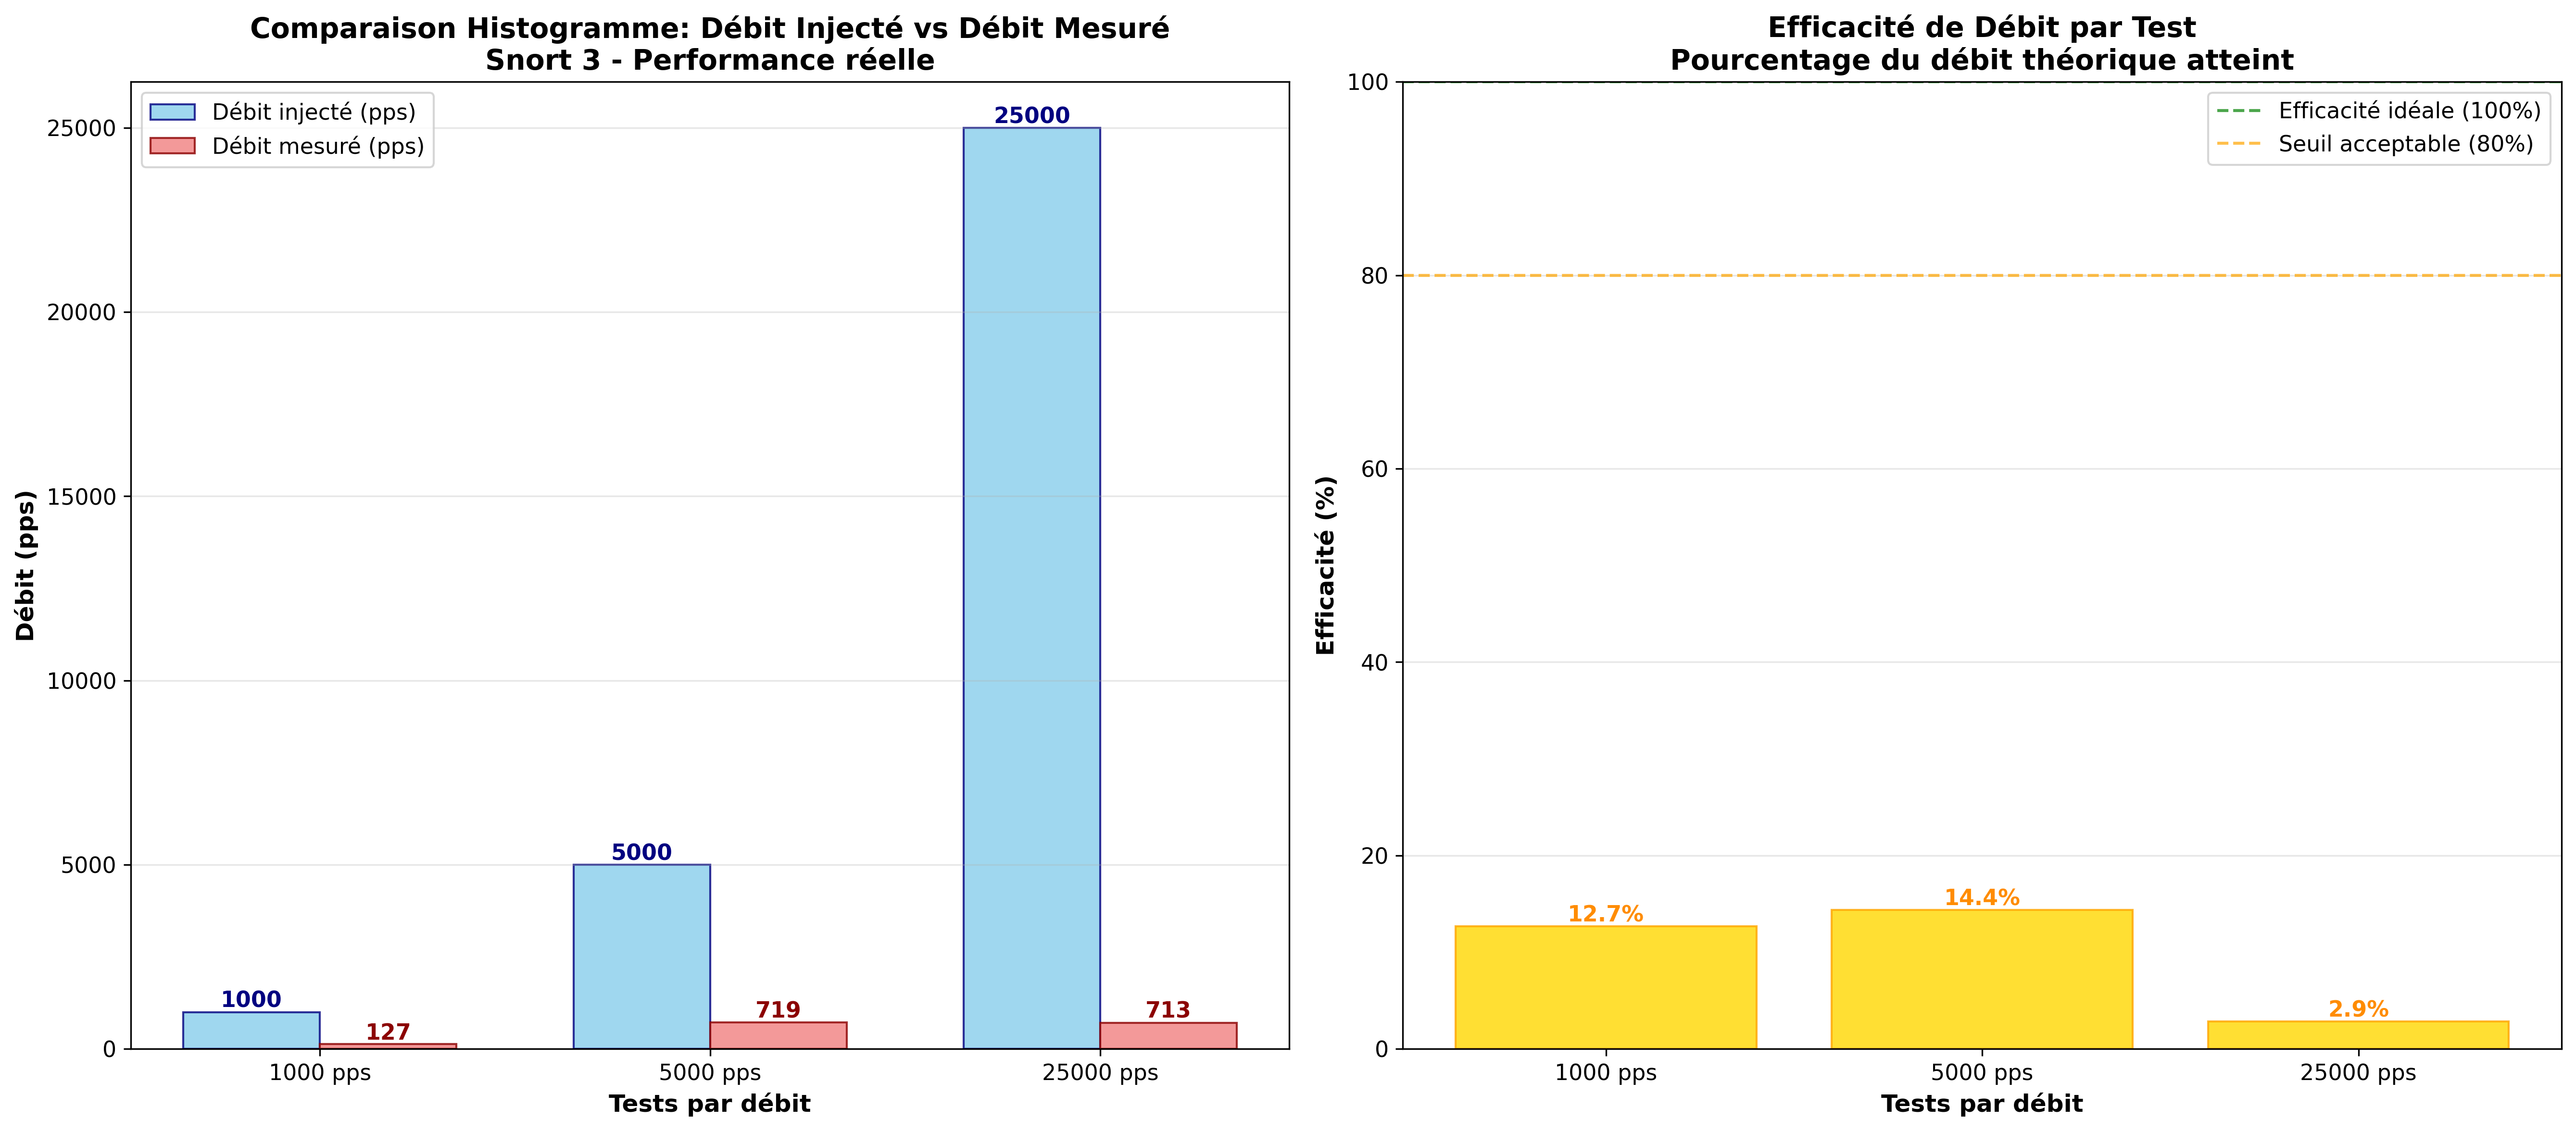 Comparaison Histogramme: Débit Injecté vs Débit Mesuré
Snort 3 - Performance réelle
Débit injecté (pps)
Débit mesuré (pps)
Débit (pps)
25000
20000
15000
10000
5000
0
1000
127
5000
719
25000
713
1000 pps
5000 pps
25000 pps
Tests par débit
Efficacité de Débit par Test
Pourcentage du débit théorique atteint
Efficacité idéale (100%)
Seuil acceptable (80%)
Efficacité (%)
100
80
60
40
20
0
12.7%
14.4%
2.9%
1000 pps
5000 pps
25000 pps
Tests par débit